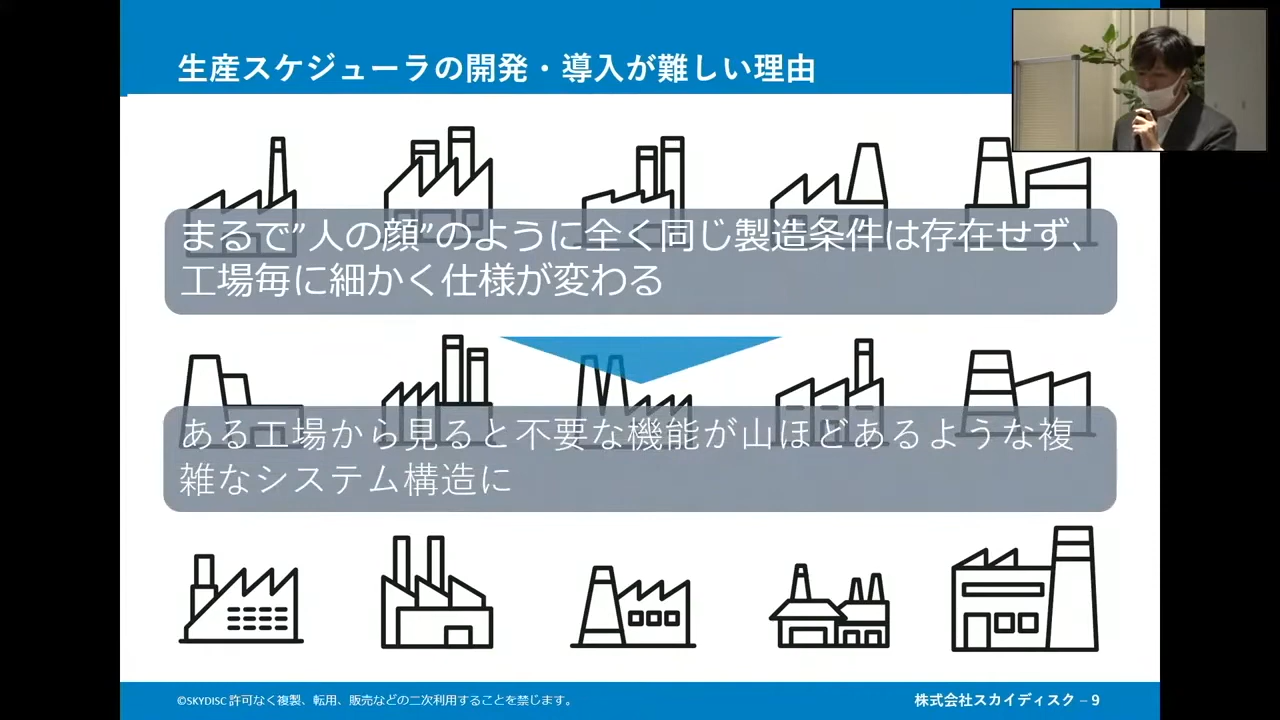 生産スケジューラの開発・導入が難しい理由
まるで”人の顔”のように全く同じ製造条件は存在せず、
工場毎に細かく仕様が変わる
ある工場から見ると不要な機能が山ほどあるような複
雑なシステム構造に
©SKYDISC 許可なく複製、転用、販売などの二次利用することを禁じます。
株式会社スカイディスク – 9